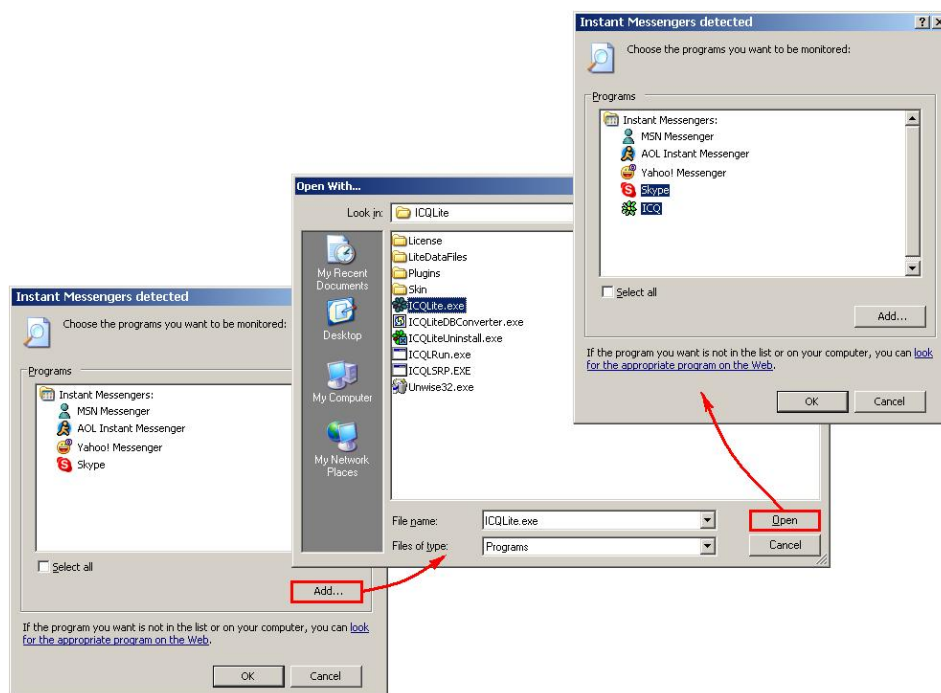 Instant Messengers detected
Choose the programs you want to be monitored:
Programs
Instant Messengers:
MSN Messenger
AOL Instant Messenger
Yahoo! Messenger
Skype
Select all
Add...
If the program you want is not in the list or on your computer, you can look
for the appropriate program on the Web.
OK
Cancel
Open With...
Look in:
ICQLite
My Recent
Documents
Desktop
My Computer
My Network
Places
License
LiteDataFiles
Plugins
Skin
ICQLite.exe
ICQLiteDBConverter.exe
ICQLiteUninstall.exe
ICQLRun.exe
ICQLSRP.EXE
Unwise32.exe
File name:
ICQLite.exe
Open
Files of type:
Programs
Cancel
Instant Messengers detected
Choose the programs you want to be monitored:
Programs
Instant Messengers:
MSN Messenger
AOL Instant Messenger
Yahoo! Messenger
Skype
ICQ
Select all
Add...
If the program you want is not in the list or on your computer, you can look
for the appropriate program on the Web.
OK
Cancel